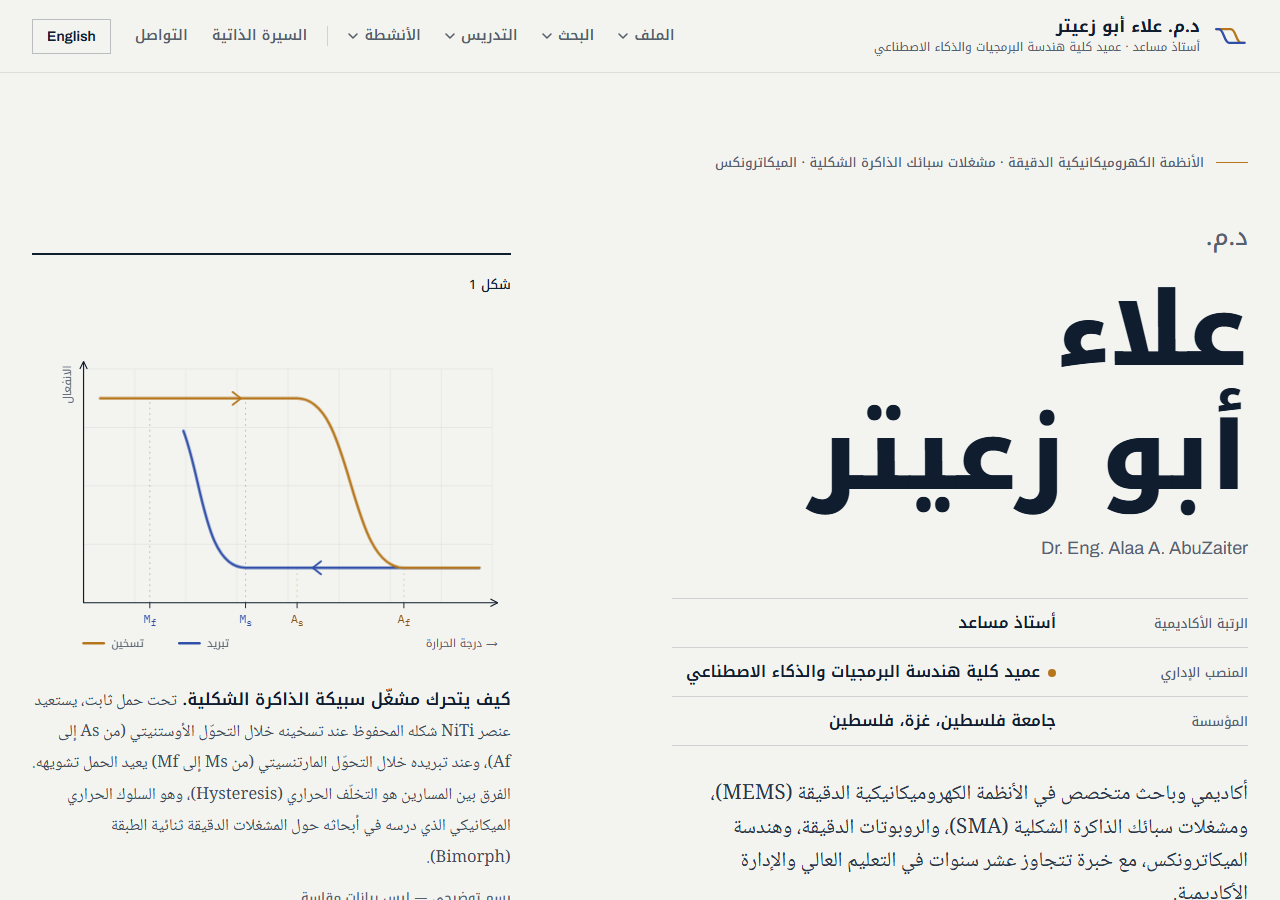 د.م. علاء أبو زعيتر
أستاذ مساعد · عميد كلية هندسة البرمجيات والذكاء الاصطناعي
الملف
البحث
التدريس
الأنشطة
السيرة الذاتية
التواصل
English
الأنظمة الكهروميكانيكية الدقيقة · مشغلات سبائك الذاكرة الشكلية · الميكاترونكس
د.م.
علاء
أبو زعيتر
Dr. Eng. Alaa A. AbuZaiter
الرتبة الأكاديمية
أستاذ مساعد
المنصب الإداري
عميد كلية هندسة البرمجيات والذكاء الاصطناعي
المؤسسة
جامعة فلسطين، غزة، فلسطين
أكاديمي وباحث متخصص في الأنظمة الكهروميكانيكية الدقيقة (MEMS)،
ومشغلات سبائك الذاكرة الشكلية (SMA)، والروبوتات الدقيقة، وهندسة
الميكاترونكس، مع خبرة تتجاوز عشر سنوات في التعليم العالي والإدارة
الأكاديمية.
شكل 1
الانفعال
Mf
Ms
As
Af
← درجة الحرارة
تبريد
تسخين
كيف يتحرك مشغّل سبيكة الذاكرة الشكلية. تحت حمل ثابت، يستعيد
عنصر NiTi شكله المحفوظ عند تسخينه خلال التحوّل الأوستنيتي (من As إلى
Af)، وعند تبريده خلال التحوّل المارتنسيتي (من Ms إلى Mf) يعيد الحمل تشويهه.
الفرق بين المسارين هو التخلّف الحراري (Hysteresis)، وهو السلوك الحراري
الميكانيكي الذي درسه في أبحاثه حول المشغلات الدقيقة ثنائية الطبقة
(Bimorph).
رسم توضيحي — ليس بيانات مقاسة